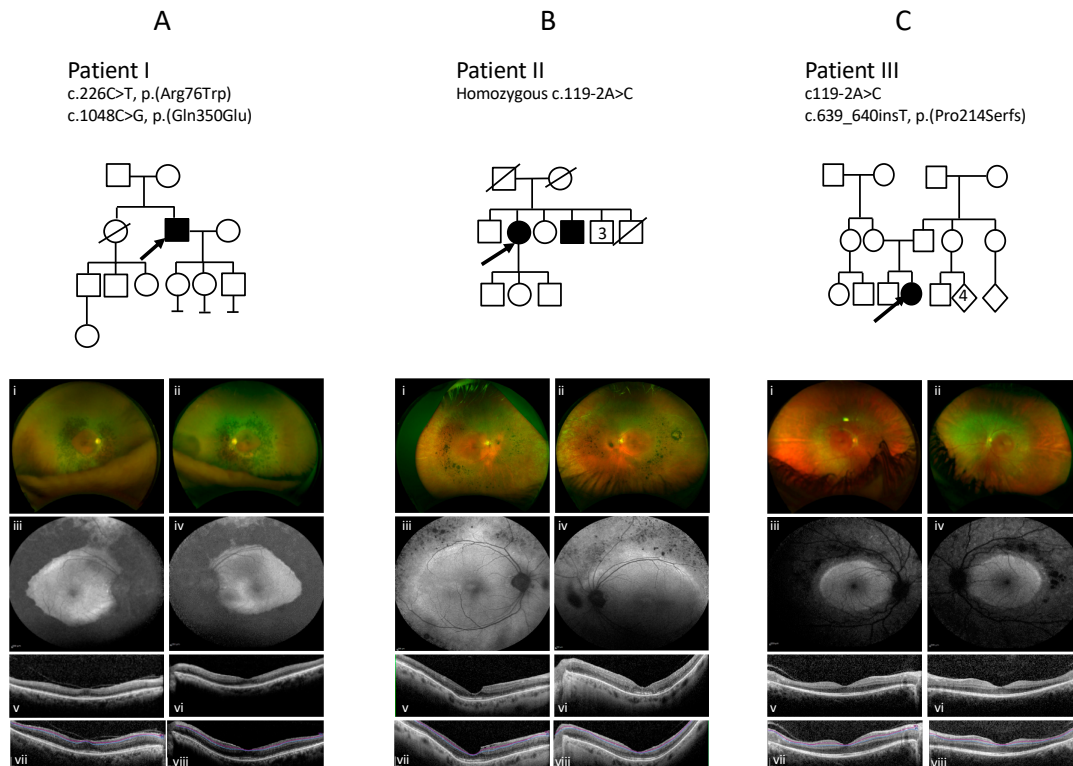 A
B
C
Patient I
c.226C>T, p.(Arg76Trp)
c.1048C>G, p.(Gln350Glu)
Patient II
Homozygous c.119-2A>C
Patient III
c119-2A>C
c.639_640insT, p.(Pro214Serfs)
3
4
i
ii
i
ii
i
ii
iii
iv
iii
iv
iii
iv
v
vi
v
vi
v
vi
vii
viii
vii
viii
vii
viii